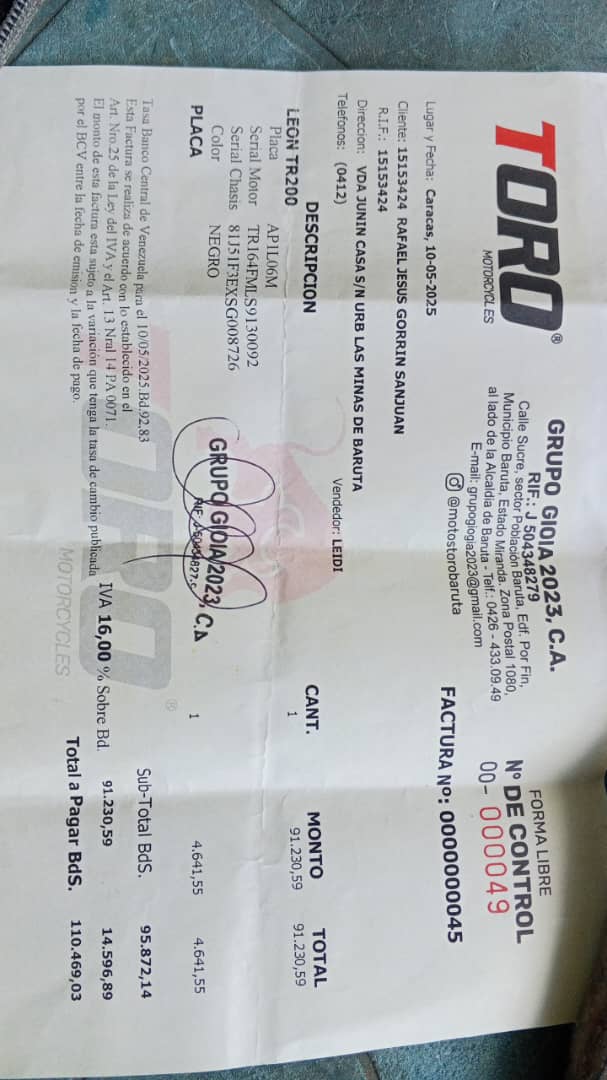 TORO®
MOTORCYCLES
GRUPO GIOIA 2023, C.A.
RIF.: J 504348279
Calle Sucre, sector Población Baruta, Edf. Por Fin,
Municipio Baruta, Estado Miranda. Zona Postal 1080,
al lado de la Alcaldia de Baruta - Telf.: 0426 - 433.09.49
E-mail: grupogiogia2023@gmail.com
@motostorobaruta
FORMA LIBRE
N° DE CONTROL
00- 000049
FACTURA Nº: 0000000045
Lugar y Fecha: Caracas, 10-05-2025
Cliente: 15153424 RAFAEL JESUS GORRIN SANJUAN
R.I.F.: 15153424
Direccion: VDA JUNIN CASA S/N URB LAS MINAS DE BARUTA
Telefonos: (0412)
Vendedor: LEIDI
DESCRIPCION CANT. MONTO TOTAL
LEON TR200 1 91.230,59 91.230,59
Placa AP1L06M
Serial Motor TR164FMLS9130092
Serial Chasis 81J51F3EXSG008726
Color NEGRO
PLACA 1 4.641,55 4.641,55
GRUPO GIOIA 2023, C.A
RIF: J-50434827-
TORO®
MOTORCYCLES
Tasa Banco Central de Venezuela para el 10/05/2025.Bd,92,83
Esta Factura se realiza de acuerdo con lo establecido en el
Art. Nro.25 de la Ley del IVA y el Art. 13 Nral 14 PA 0071.
El monto de esta factura esta sujeto a la variación que tenga la tasa de cambio publicada
por el BCV entre la fecha de emisión y la fecha de pago.
Sub-Total BdS. 95.872,14
IVA 16,00 % Sobre Bd. 91.230,59 14.596,89
Total a Pagar BdS. 110.469,03